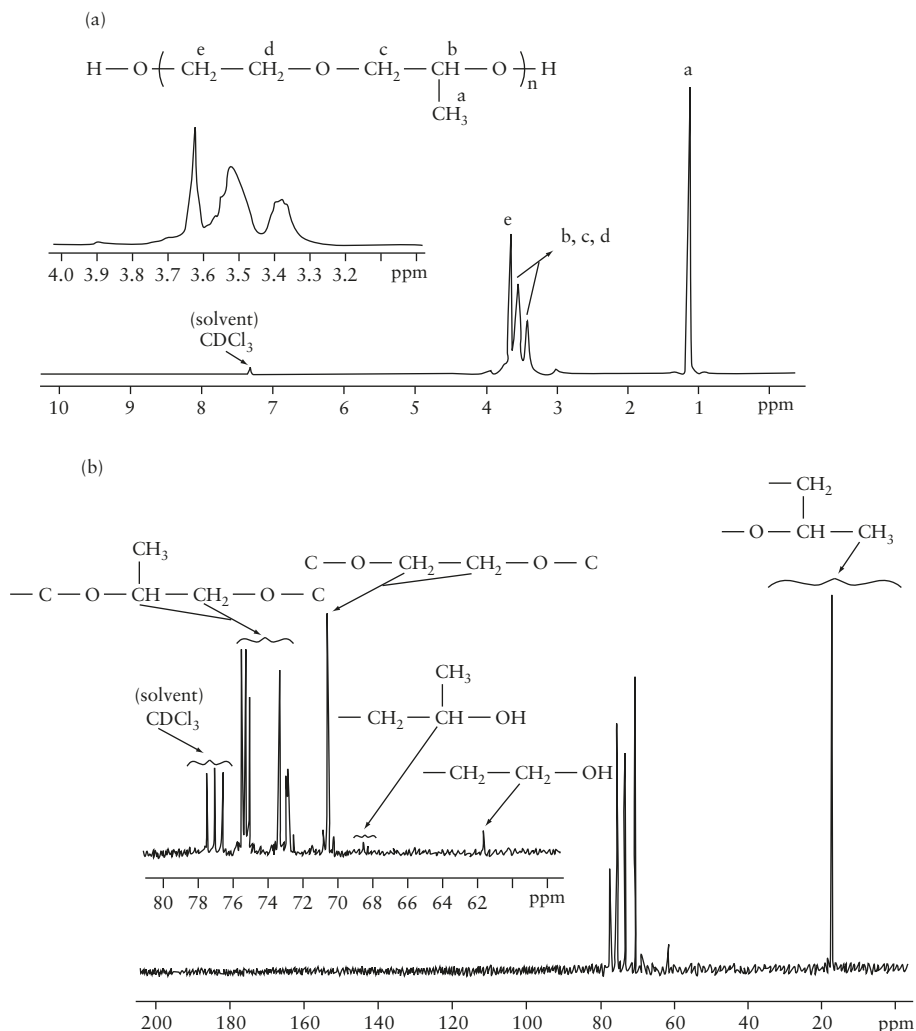 (a)
e d c b
H — O —( CH₂ — CH₂ — O — CH₂ — CH — O )ₙ H
a
CH₃
a
e
b, c, d
4.0 3.9 3.8 3.7 3.6 3.5 3.4 3.3 3.2 ppm
(solvent)
CDCl₃
10 9 8 7 6 5 4 3 2 1 ppm
(b)
— CH₂
— O — CH — CH₃
CH₃
— C — O — CH — CH₂ — O — C
C — O — CH₂ — CH₂ — O — C
(solvent)
CDCl₃
CH₃
— CH₂ — CH — OH
— CH₂ — CH₂ — OH
80 78 76 74 72 70 68 66 64 62 ppm
200 180 160 140 120 100 80 60 40 20 ppm